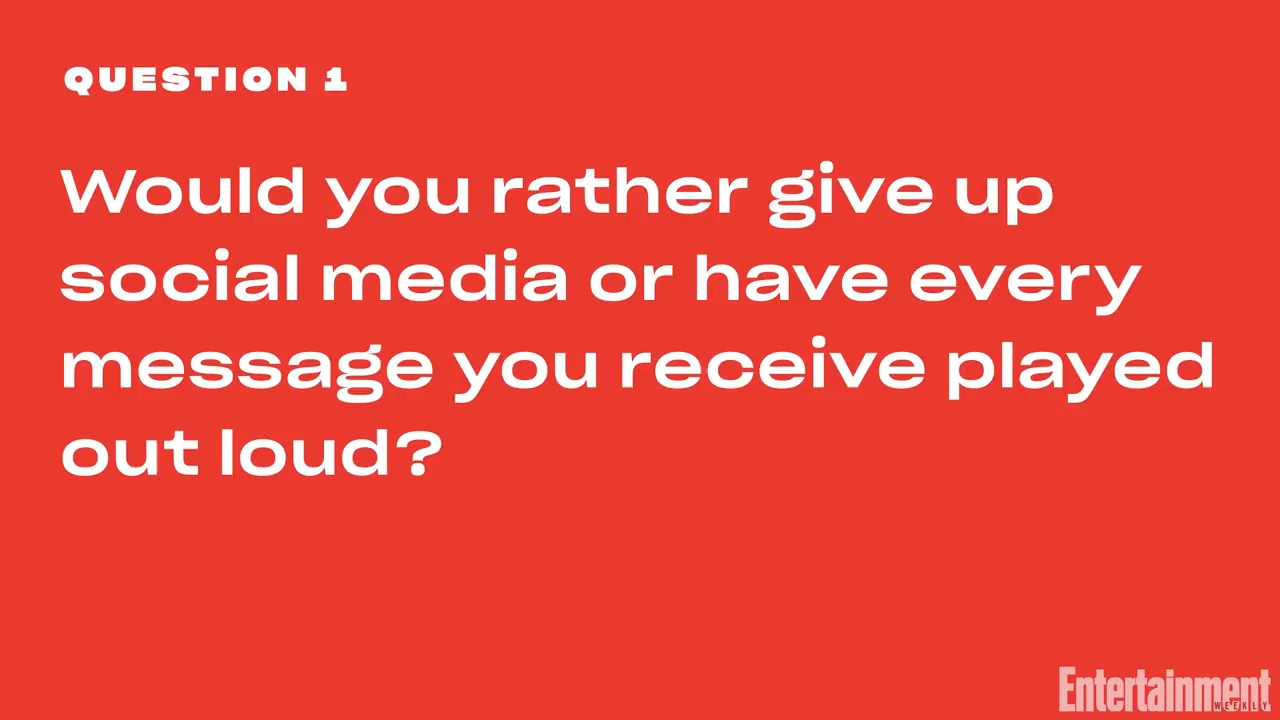 QUESTION 1
Would you rather give up
social media or have every
message you receive played
out loud?
Entertainment
WEEKLY